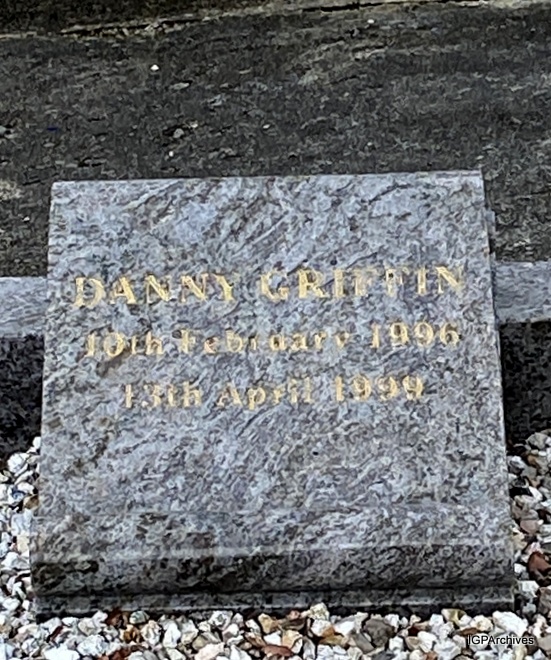 DANNY GRIFFIN
10th February 1996
13th April 1999
IGPArchives